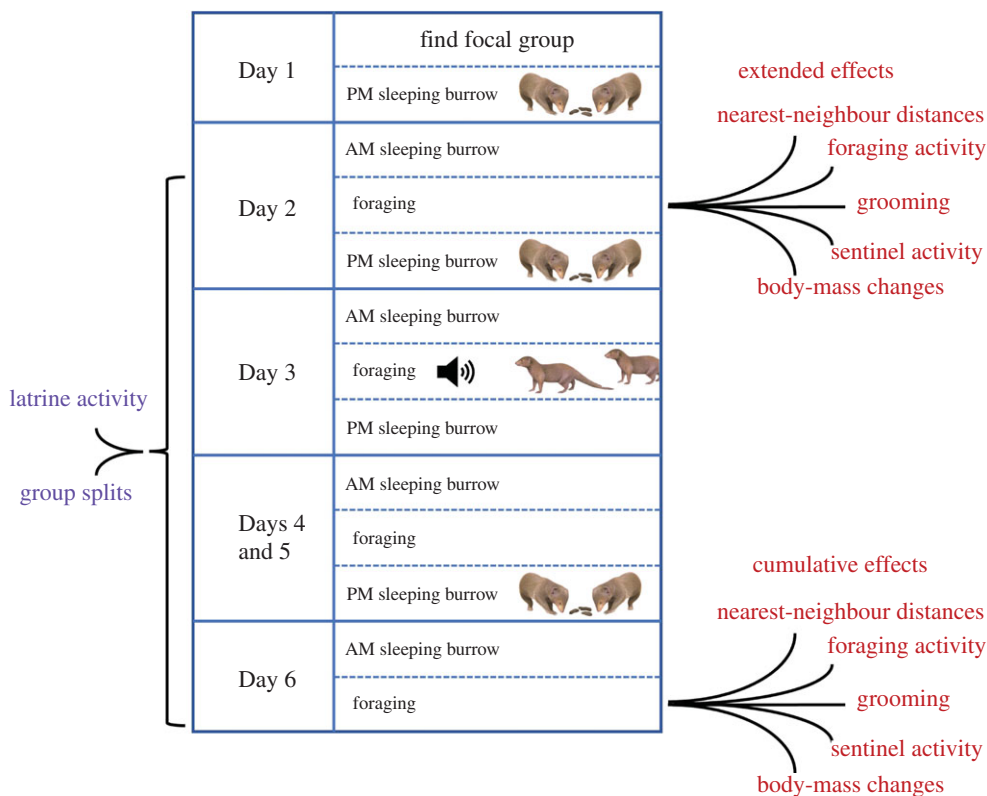 Day 1
find focal group
PM sleeping burrow
Day 2
AM sleeping burrow
foraging
PM sleeping burrow
Day 3
AM sleeping burrow
foraging
PM sleeping burrow
Days 4
and 5
AM sleeping burrow
foraging
PM sleeping burrow
Day 6
AM sleeping burrow
foraging
latrine activity
group splits
extended effects
nearest-neighbour distances
foraging activity
grooming
sentinel activity
body-mass changes
cumulative effects
nearest-neighbour distances
foraging activity
grooming
sentinel activity
body-mass changes